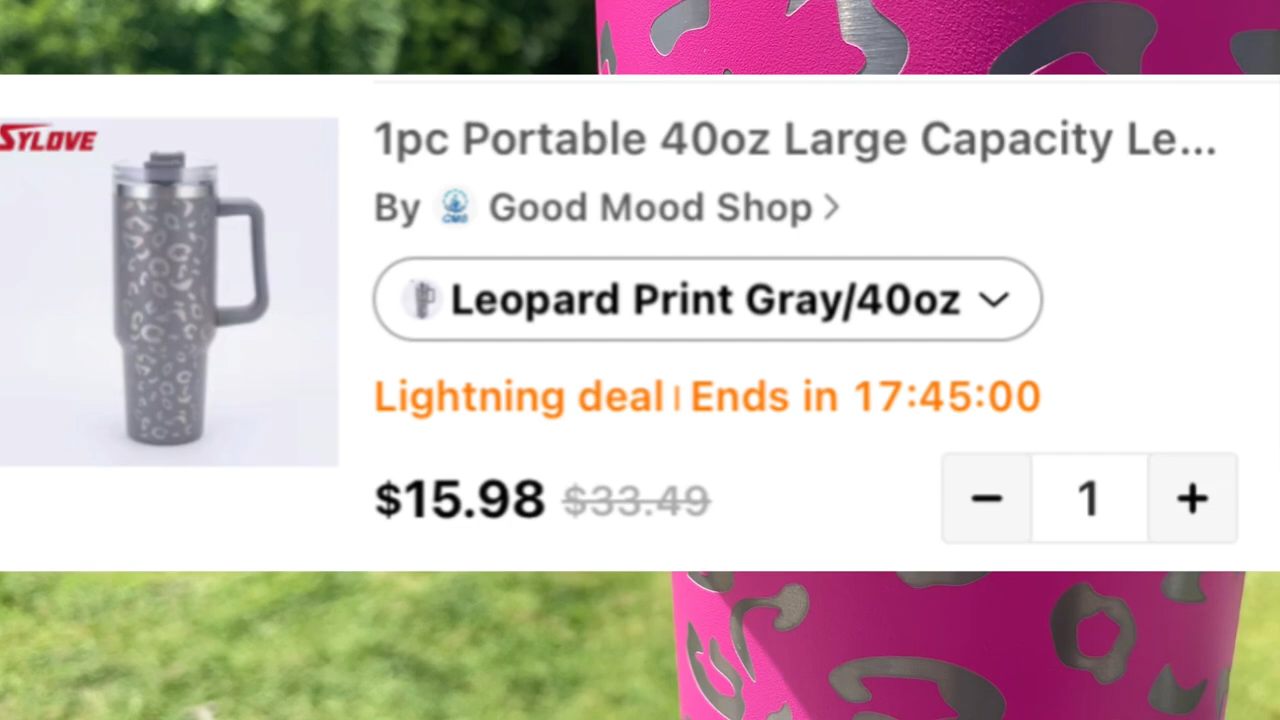 SYLOVE
1pc Portable 40oz Large Capacity Le...
By CMS Good Mood Shop >
Leopard Print Gray/40oz
Lightning deal | Ends in 17:45:00
$15.98 $33.49
− 1 +